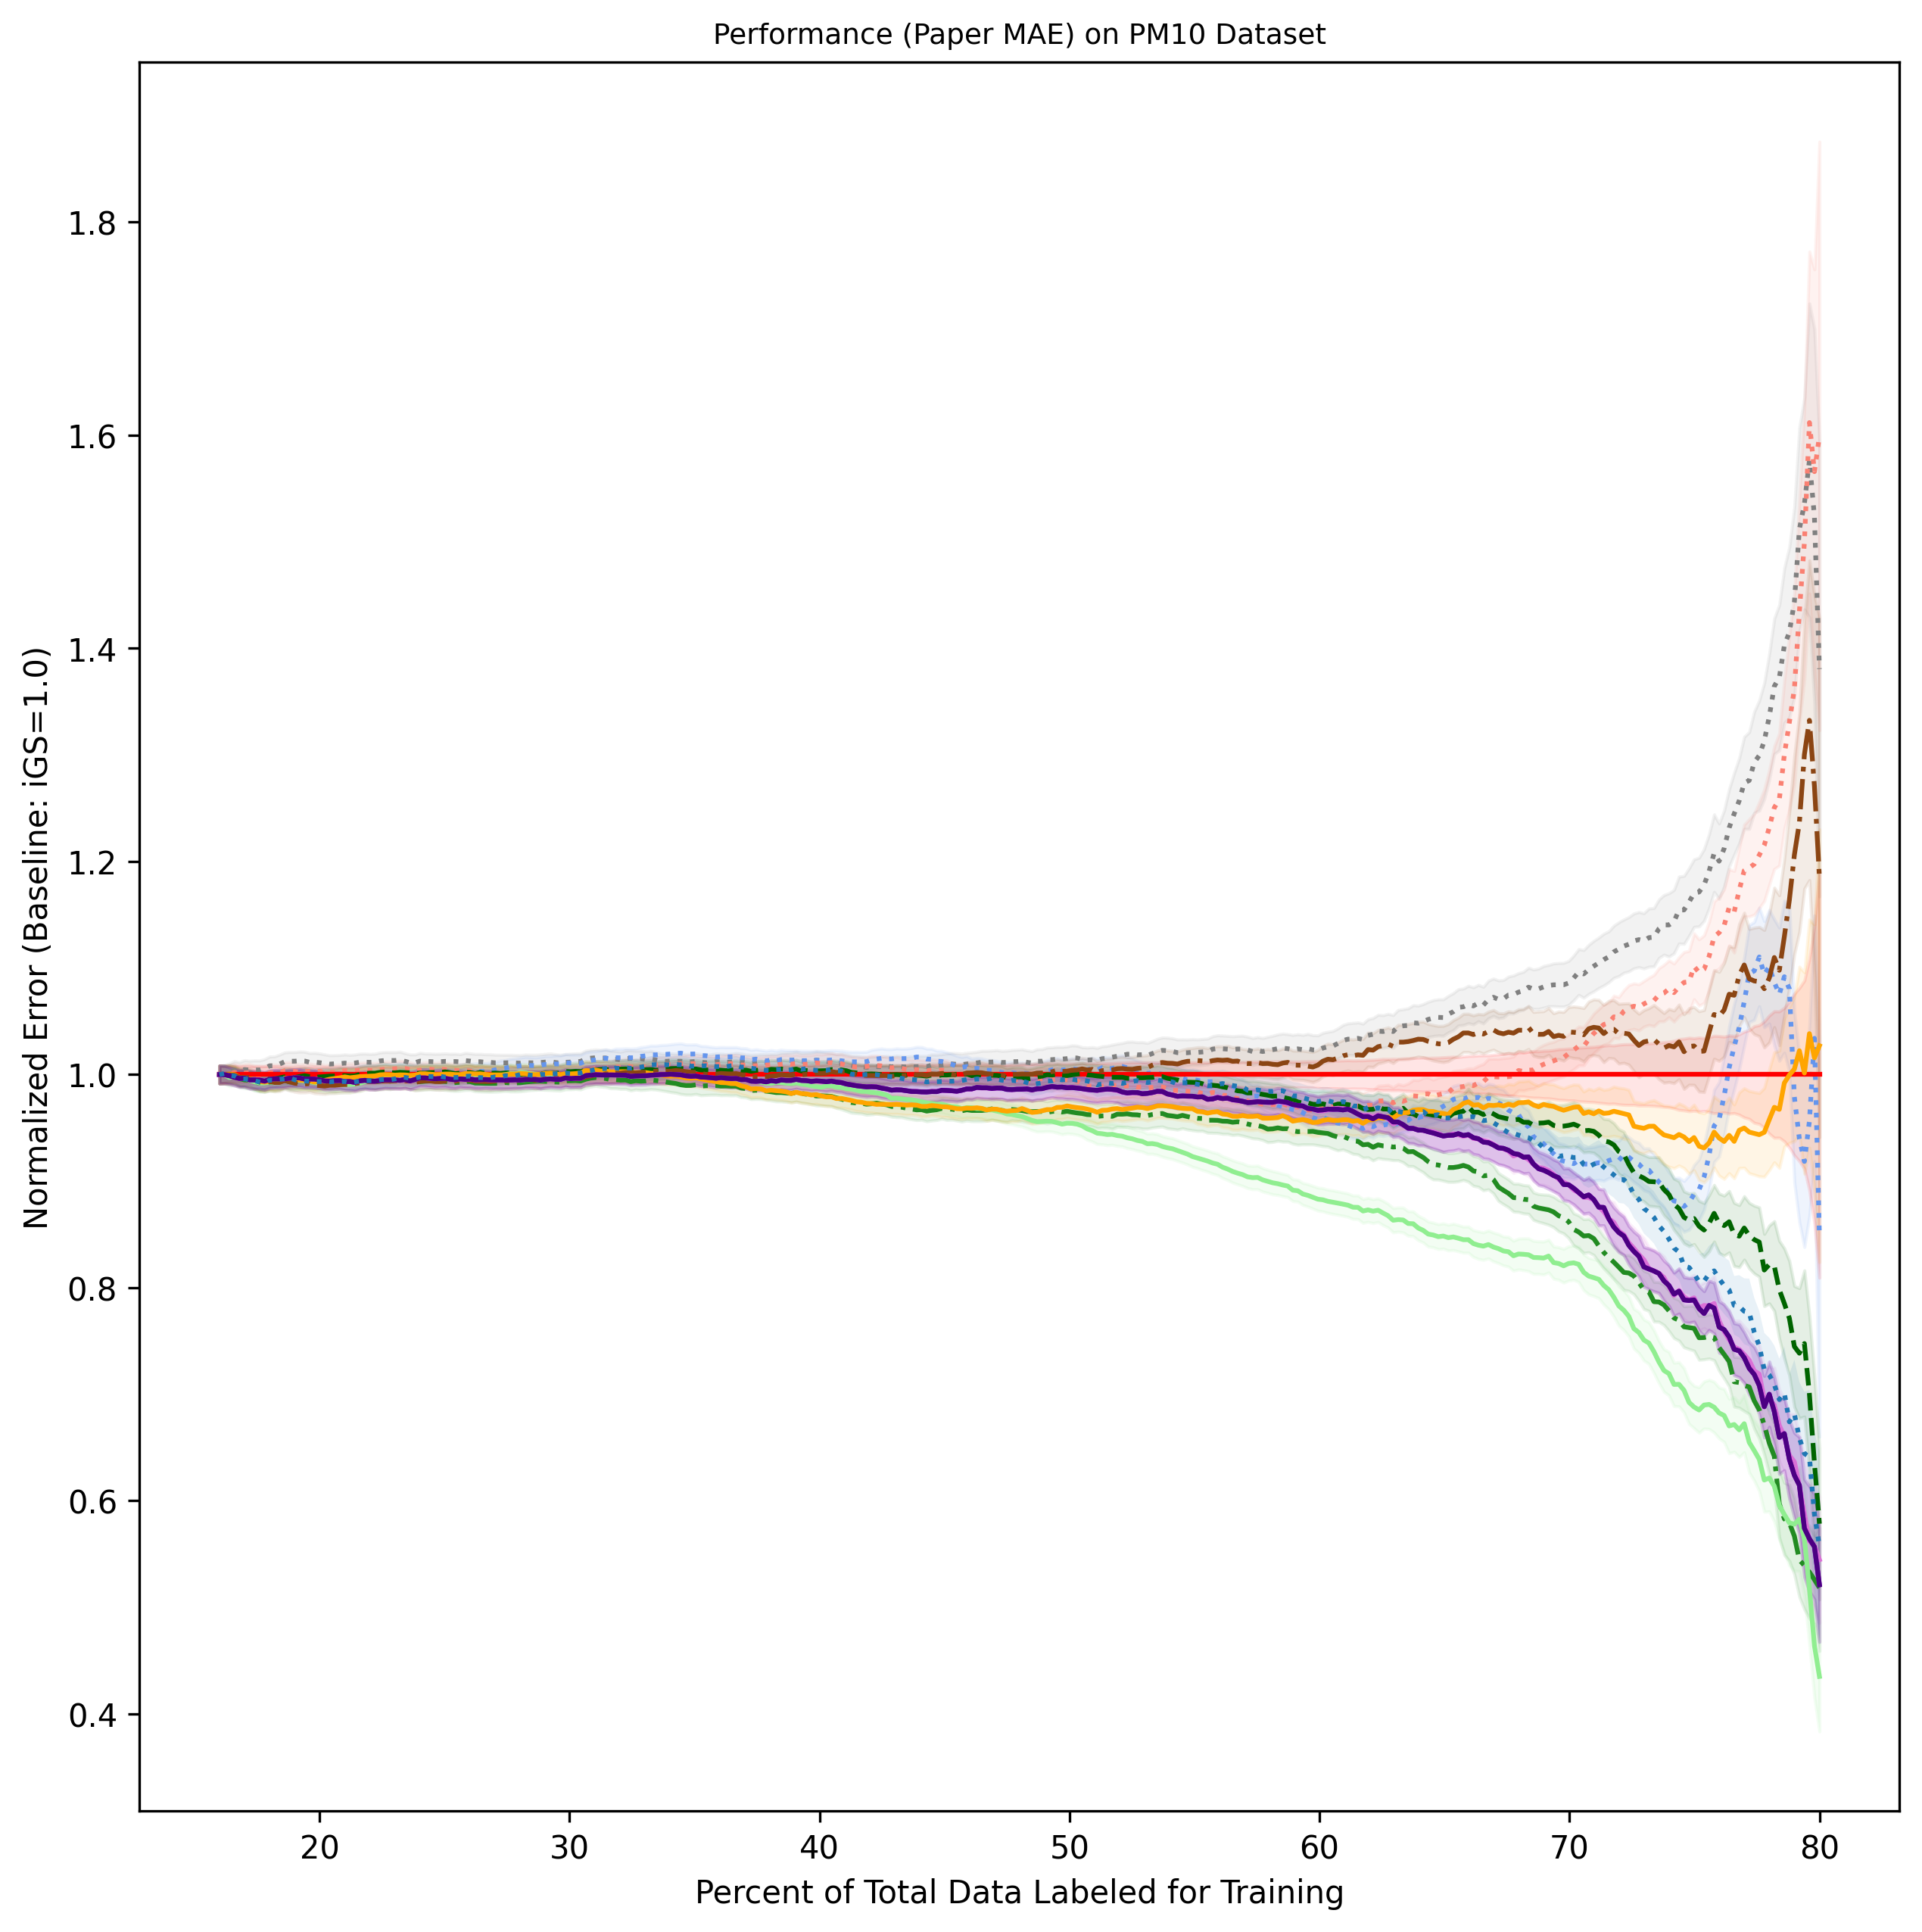 Performance (Paper MAE) on PM10 Dataset
Normalized Error (Baseline: iGS=1.0)
1.8
1.6
1.4
1.2
1.0
0.8
0.6
0.4
20 30 40 50 60 70 80
Percent of Total Data Labeled for Training